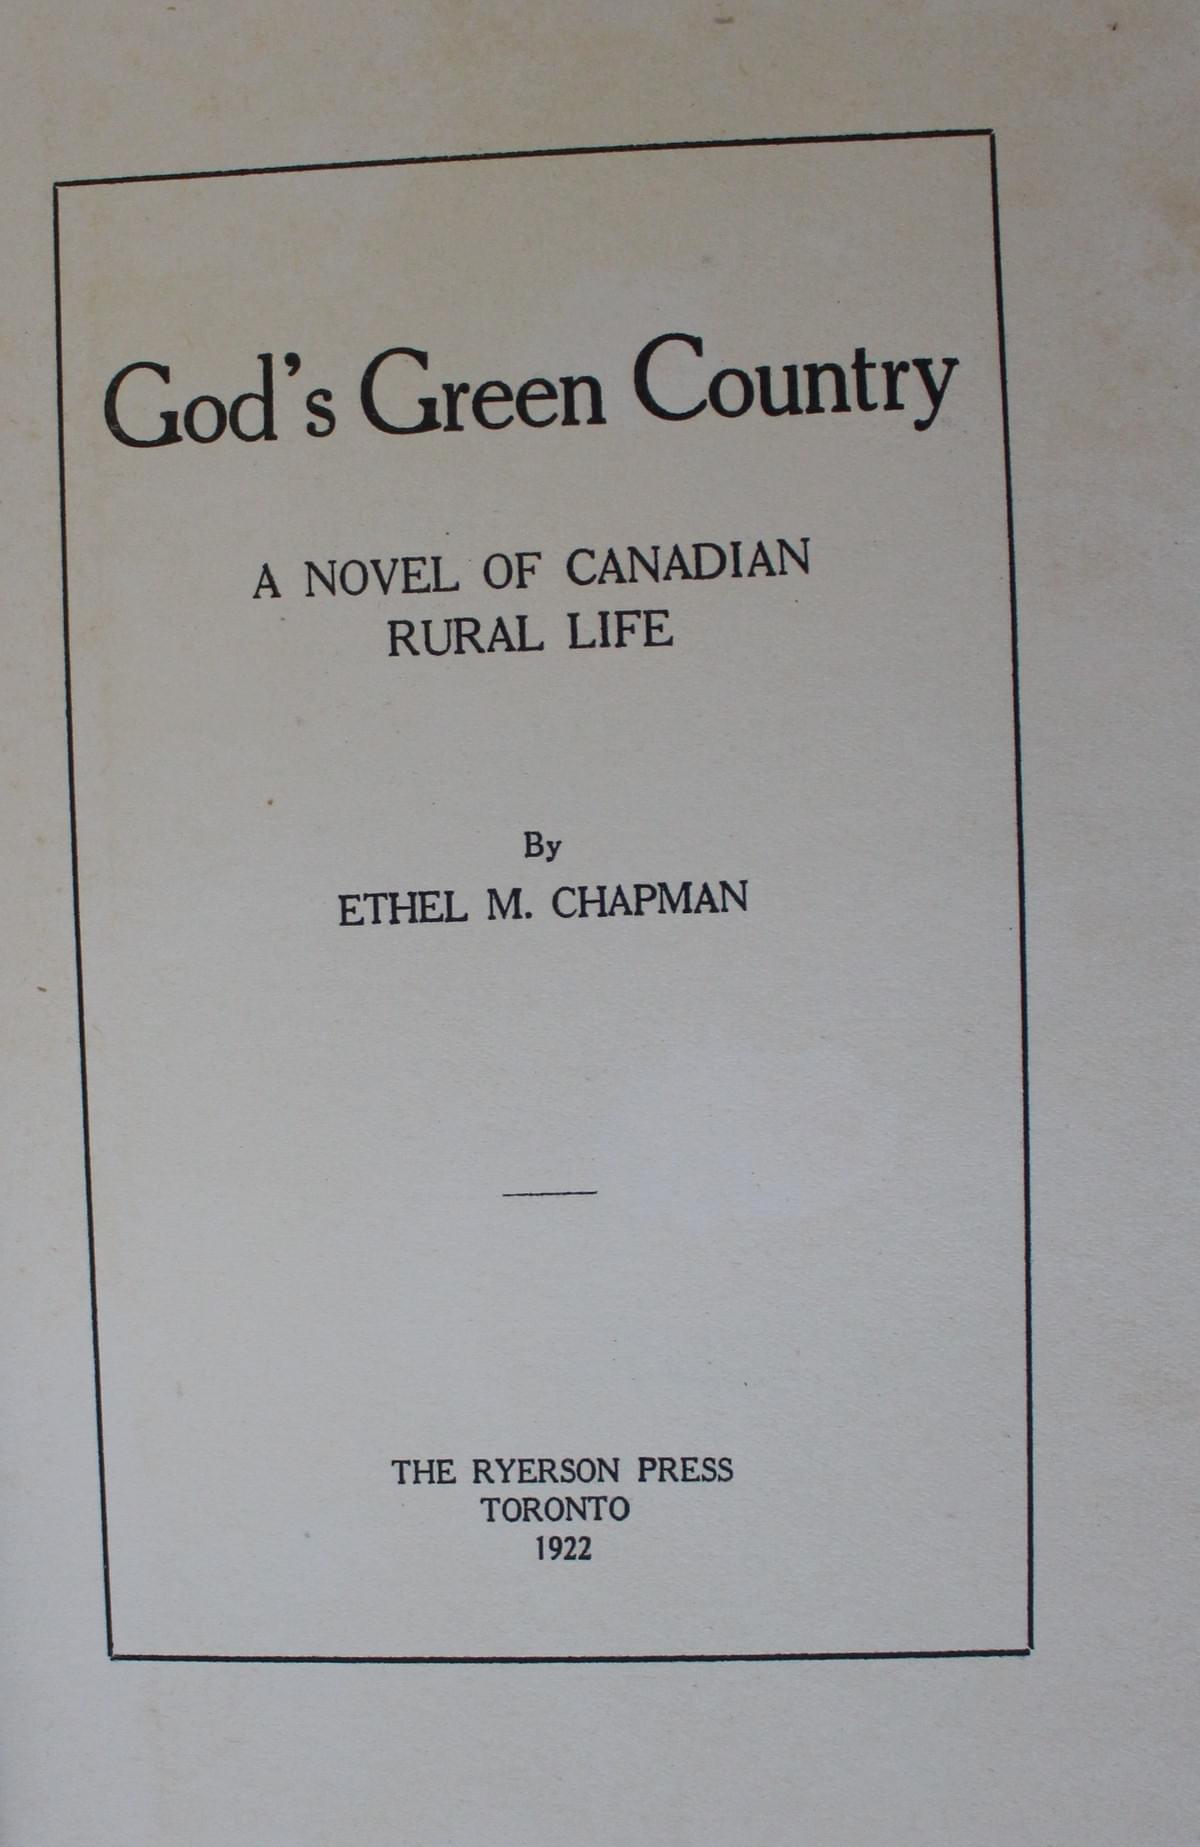 God's Green Country
A NOVEL OF CANADIAN
RURAL LIFE
By
ETHEL M. CHAPMAN
THE RYERSON PRESS
TORONTO
1922